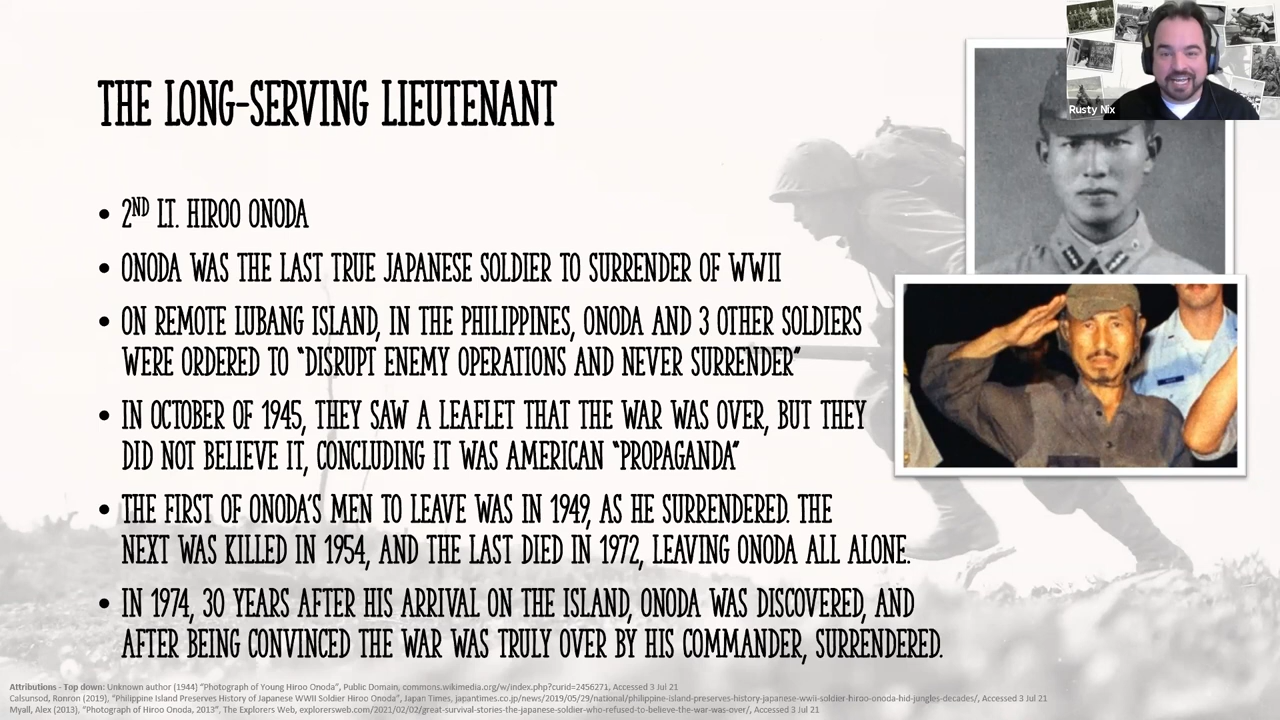 THE LONG-SERVING LIEUTENANT
Rusty Nix
• 2ND LT. HIROO ONODA
• ONODA WAS THE LAST TRUE JAPANESE SOLDIER TO SURRENDER OF WWII
• ON REMOTE LUBANG ISLAND, IN THE PHILIPPINES, ONODA AND 3 OTHER SOLDIERS
WERE ORDERED TO "DISRUPT ENEMY OPERATIONS AND NEVER SURRENDER"
• IN OCTOBER OF 1945, THEY SAW A LEAFLET THAT THE WAR WAS OVER, BUT THEY
DID NOT BELIEVE IT, CONCLUDING IT WAS AMERICAN "PROPAGANDA"
• THE FIRST OF ONODA'S MEN TO LEAVE WAS IN 1949, AS HE SURRENDERED. THE
NEXT WAS KILLED IN 1954, AND THE LAST DIED IN 1972, LEAVING ONODA ALL ALONE.
• IN 1974, 30 YEARS AFTER HIS ARRIVAL ON THE ISLAND, ONODA WAS DISCOVERED, AND
AFTER BEING CONVINCED THE WAR WAS TRULY OVER BY HIS COMMANDER, SURRENDERED.
Attributions - Top down: Unknown author (1944) "Photograph of Young Hiroo Onoda", Public Domain, commons.wikimedia.org/w/index.php?curid=2456271, Accessed 3 Jul 21
Calsunsod, Ronron (2019), "Philippine Island Preserves History of Japanese WWII Soldier Hiroo Onoda", Japan Times, japantimes.co.jp/news/2019/05/29/national/philippine-island-preserves-history-japanese-wwii-soldier-hiroo-onoda-hid-jungles-decades/, Accessed 3 Jul 21
Myall, Alex (2013), "Photograph of Hiroo Onoda, 2013", The Explorers Web, explorersweb.com/2021/02/02/great-survival-stories-the-japanese-soldier-who-refused-to-believe-the-war-was-over/, Accessed 3 Jul 21